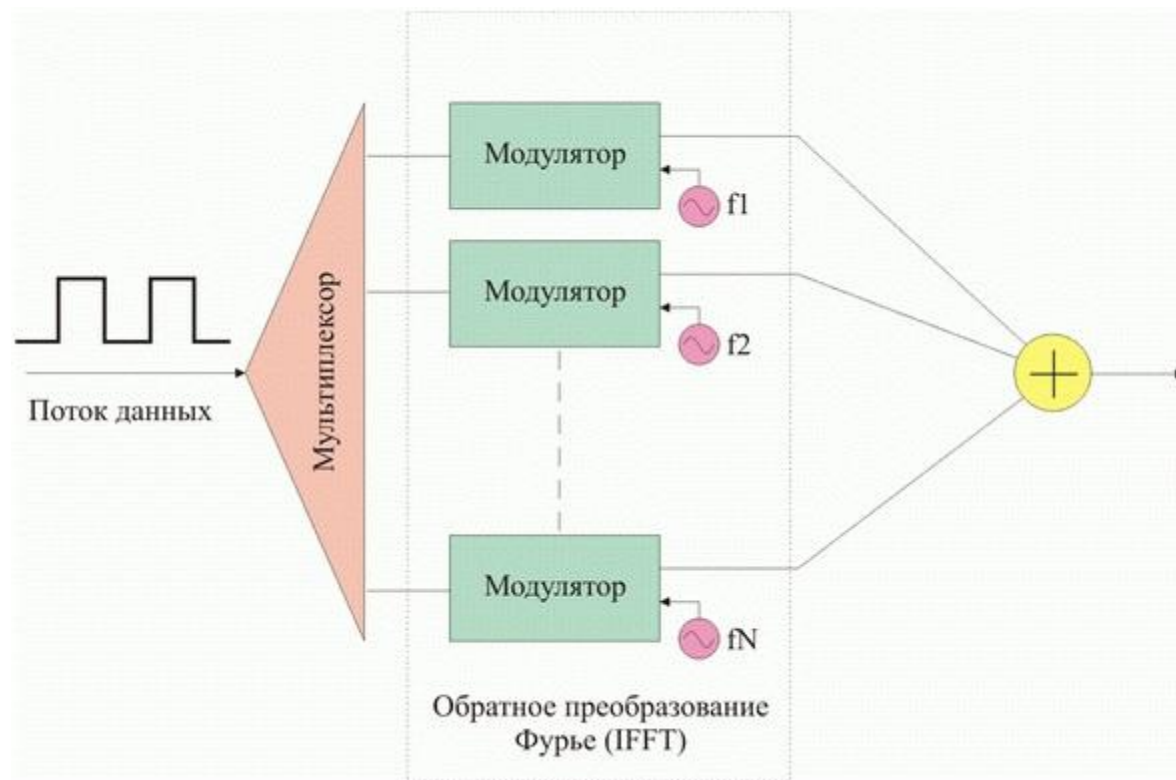 Модулятор
f1
Модулятор
f2
Мультиплексор
Поток данных
Модулятор
fN
Обратное преобразование
Фурье (IFFT)